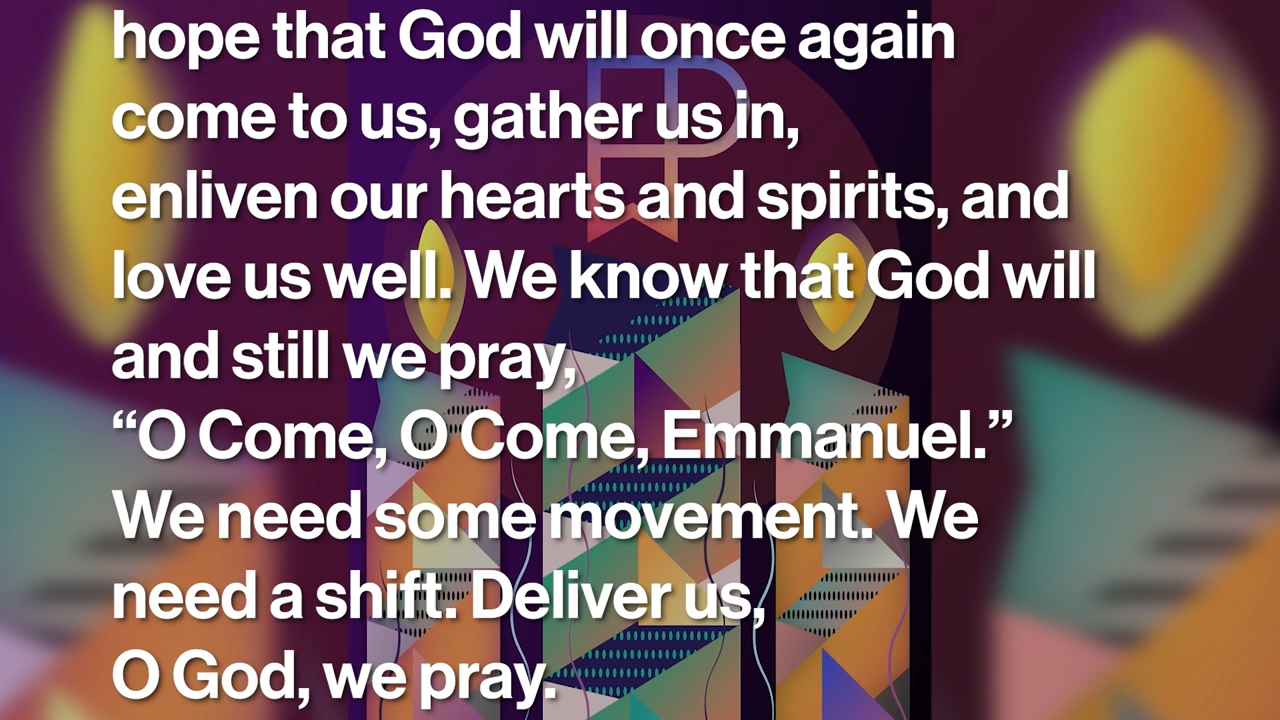 hope that God will once again
come to us, gather us in,
enliven our hearts and spirits, and
love us well. We know that God will
and still we pray,
“O Come, O Come, Emmanuel.”
We need some movement. We
need a shift. Deliver us,
O God, we pray.